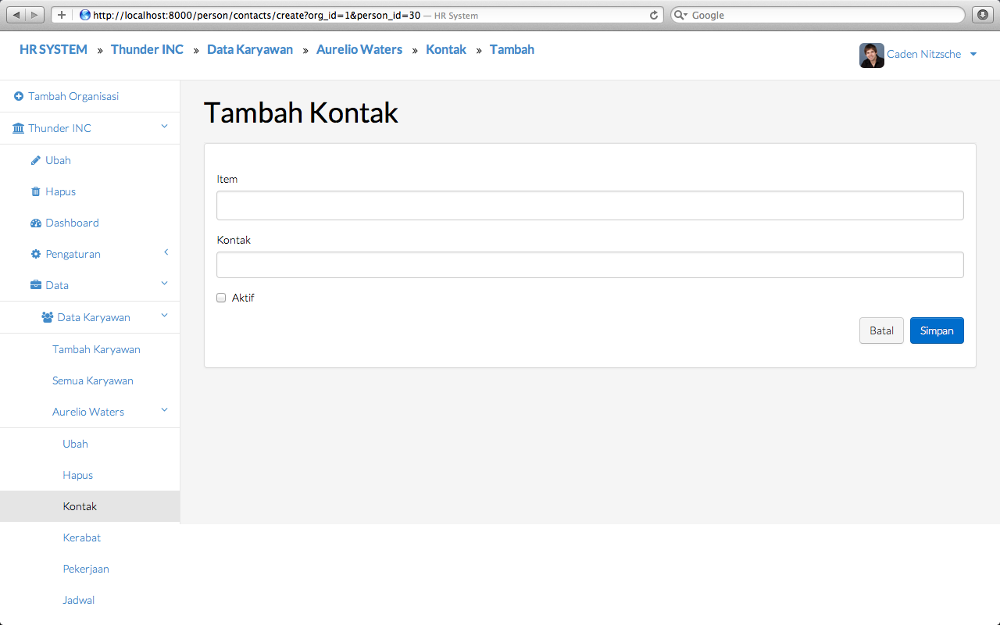 http://localhost:8000/person/contacts/create?org_id=1&person_id=30 — HR System
Google
HR SYSTEM » Thunder INC » Data Karyawan » Aurelio Waters » Kontak » Tambah
Caden Nitzsche
Tambah Organisasi
Thunder INC
Ubah
Hapus
Dashboard
Pengaturan
Data
Data Karyawan
Tambah Karyawan
Semua Karyawan
Aurelio Waters
Ubah
Hapus
Kontak
Kerabat
Pekerjaan
Jadwal
Tambah Kontak
Item
Kontak
Aktif
Batal
Simpan